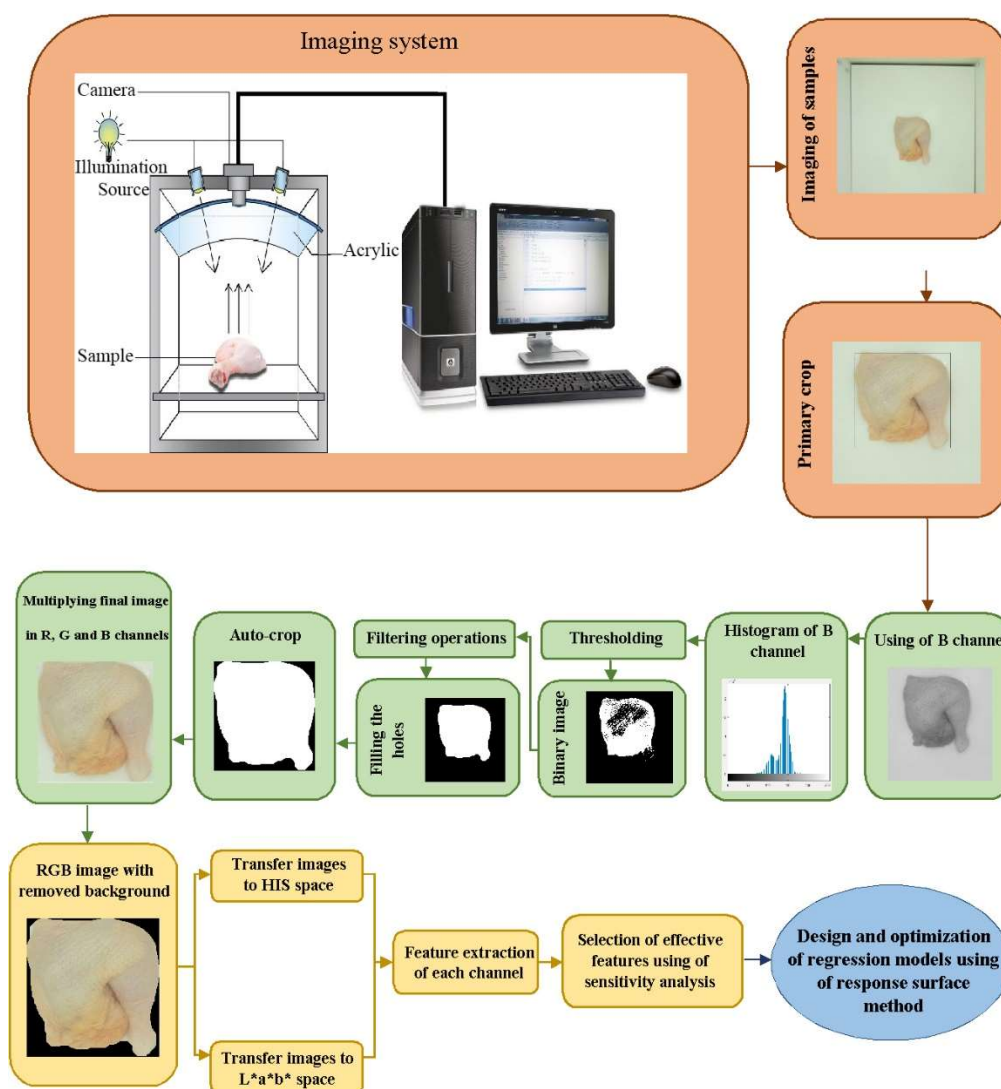 Imaging system
Camera
Illumination
Source
Acrylic
Sample
Imaging of samples
Primary crop
Using of B channel
Histogram of B
channel
Thresholding
Binary image
Filtering operations
Filling the
holes
Auto-crop
Multiplying final image
in R, G and B channels
RGB image with
removed background
Transfer images
to HIS space
Transfer images to
L*a*b* space
Feature extraction
of each channel
Selection of effective
features using of
sensitivity analysis
Design and optimization
of regression models using
of response surface
method